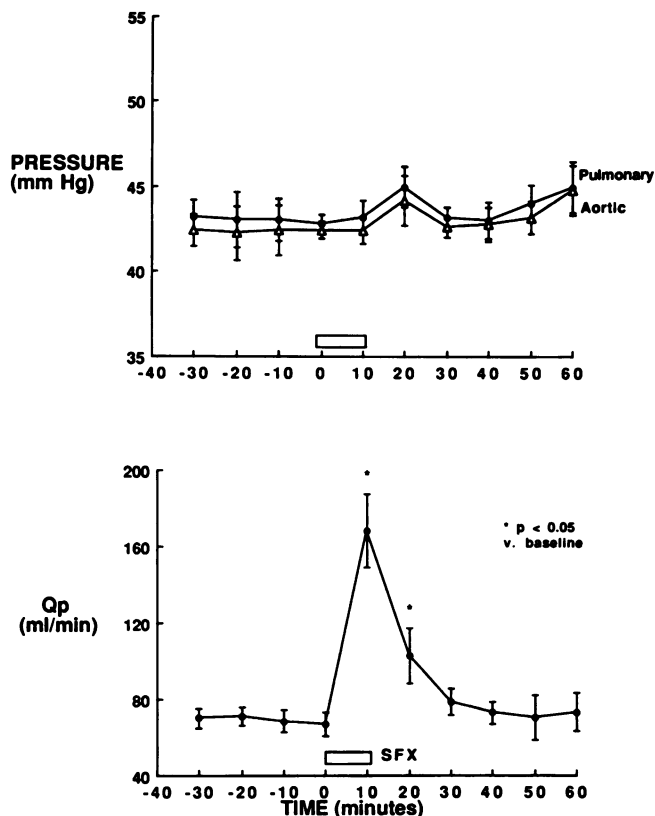 55
50
PRESSURE
(mm Hg)
45
40
35
Pulmonary
Aortic
-40 -30 -20 -10 0 10 20 30 40 50 60
200
160
120
80
40
Qp
(ml/min)
*
*
* p < 0.05
v. baseline
SFX
-40 -30 -20 -10 0 10 20 30 40 50 60
TIME (minutes)